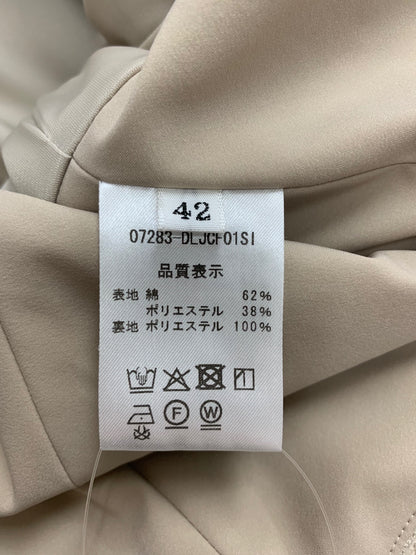 42
07283-DLJCF01SI
品質表示
表地 綿 62%
ポリエステル 38%
裏地 ポリエステル 100%
F W